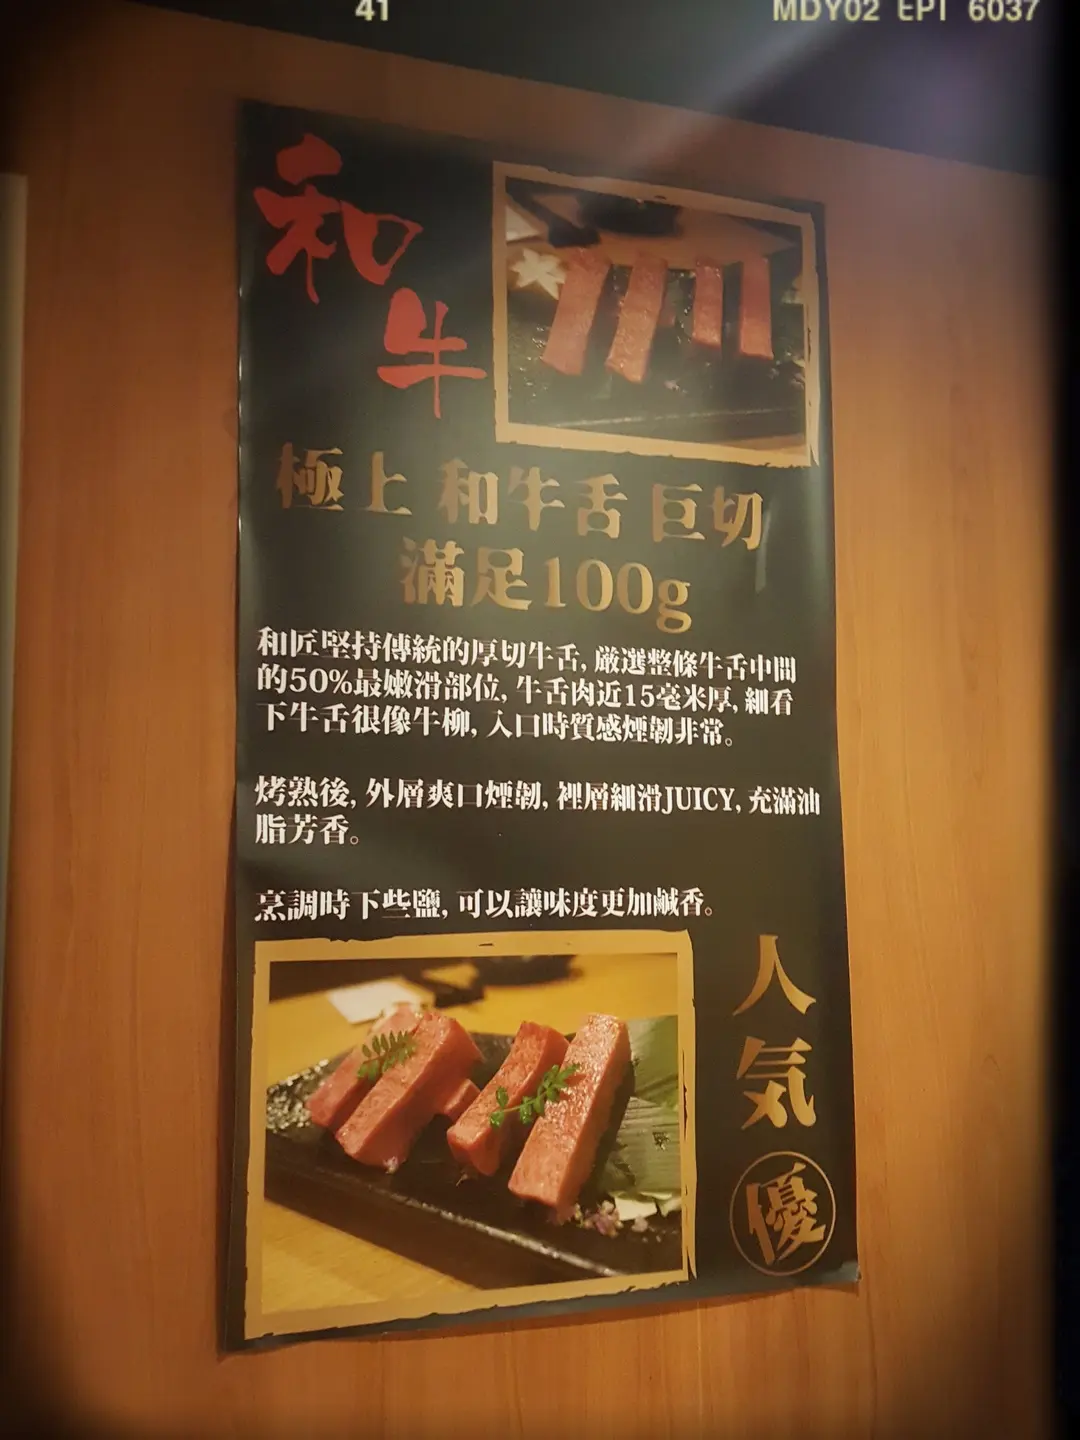 41
MDY02 EPI 6037
和牛
極上 和牛舌 巨切
滿足100g
和匠堅持傳統的厚切牛舌, 厳選整條牛舌中間
的50%最嫩滑部位, 牛舌肉近15毫米厚, 細看
下牛舌很像牛柳, 入口時質感煙韌非常。
烤熟後, 外層爽口煙韌, 裡層細滑JUICY, 充滿油
脂芳香。
烹調時下些鹽, 可以讓味度更加鹹香。
人気
優